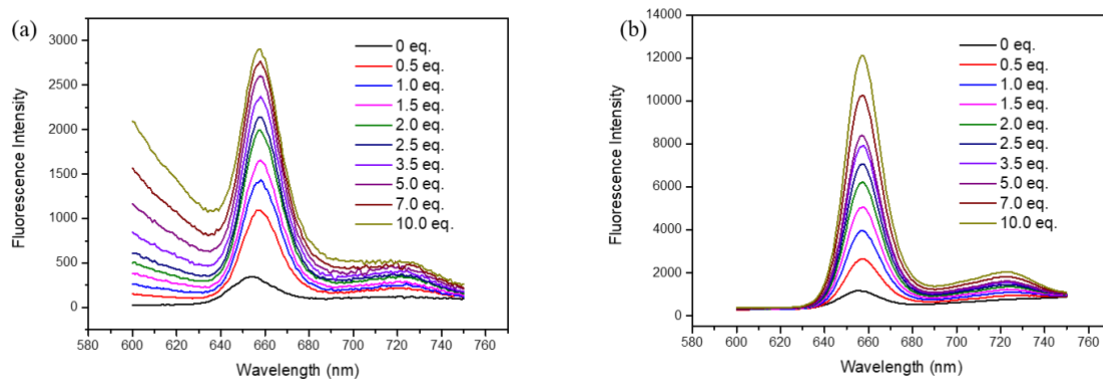 (a)
Fluorescence Intensity
3000
2500
2000
1500
1000
500
0
580 600 620 640 660 680 700 720 740 760
Wavelength (nm)
0 eq.
0.5 eq.
1.0 eq.
1.5 eq.
2.0 eq.
2.5 eq.
3.5 eq.
5.0 eq.
7.0 eq.
10.0 eq.
(b)
Fluorescence Intensity
14000
12000
10000
8000
6000
4000
2000
0
580 600 620 640 660 680 700 720 740 760
Wavelength (nm)
0 eq.
0.5 eq.
1.0 eq.
1.5 eq.
2.0 eq.
2.5 eq.
3.5 eq.
5.0 eq.
7.0 eq.
10.0 eq.